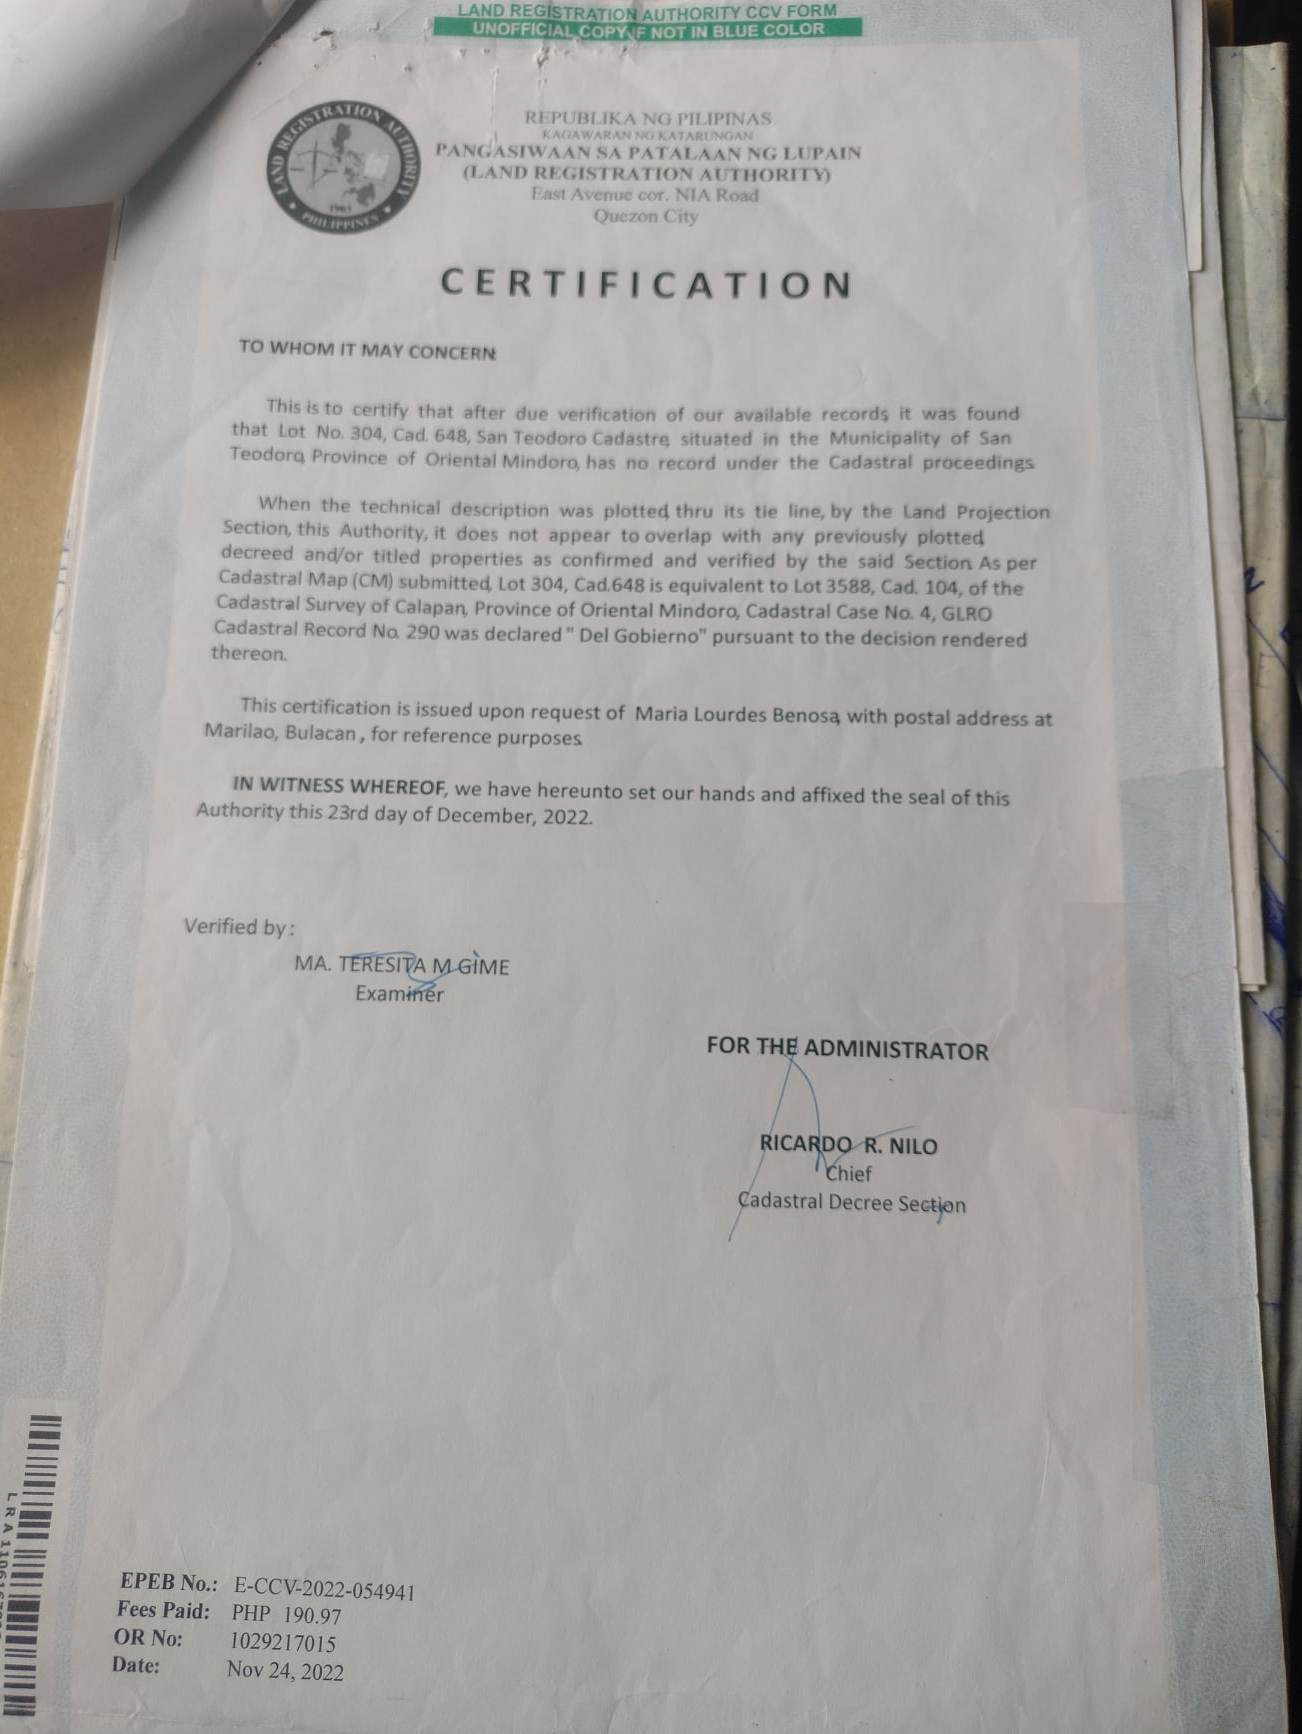 LAND REGISTRATION AUTHORITY CCV FORM
UNOFFICIAL COPY IF NOT IN BLUE COLOR
LAND REGISTRATION AUTHORITY
PHILIPPINES
REPUBLIKA NG PILIPINAS
KAGAWARAN NG KATARUNGAN
PANGASIWAAN SA PATALAAN NG LUPAIN
(LAND REGISTRATION AUTHORITY)
East Avenue cor. NIA Road
Quezon City
CERTIFICATION
TO WHOM IT MAY CONCERN:
This is to certify that after due verification of our available records, it was found
that Lot No. 304, Cad. 648, San Teodoro Cadastre, situated in the Municipality of San
Teodoro, Province of Oriental Mindoro, has no record under the Cadastral proceedings.
When the technical description was plotted, thru its tie line, by the Land Projection
Section, this Authority, it does not appear to overlap with any previously plotted,
decreed and/or titled properties as confirmed and verified by the said Section. As per
Cadastral Map (CM) submitted, Lot 304, Cad.648 is equivalent to Lot 3588, Cad. 104, of the
Cadastral Survey of Calapan, Province of Oriental Mindoro, Cadastral Case No. 4, GLRO
Cadastral Record No. 290 was declared " Del Gobierno" pursuant to the decision rendered
thereon.
This certification is issued upon request of Maria Lourdes Benosa, with postal address at
Marilao, Bulacan , for reference purposes.
IN WITNESS WHEREOF, we have hereunto set our hands and affixed the seal of this
Authority this 23rd day of December, 2022.
Verified by :
MA. TERESITA M GIME
Examiner
FOR THE ADMINISTRATOR
RICARDO R. NILO
Chief
Cadastral Decree Section
EPEB No.: E-CCV-2022-054941
Fees Paid: PHP 190.97
OR No: 1029217015
Date: Nov 24, 2022